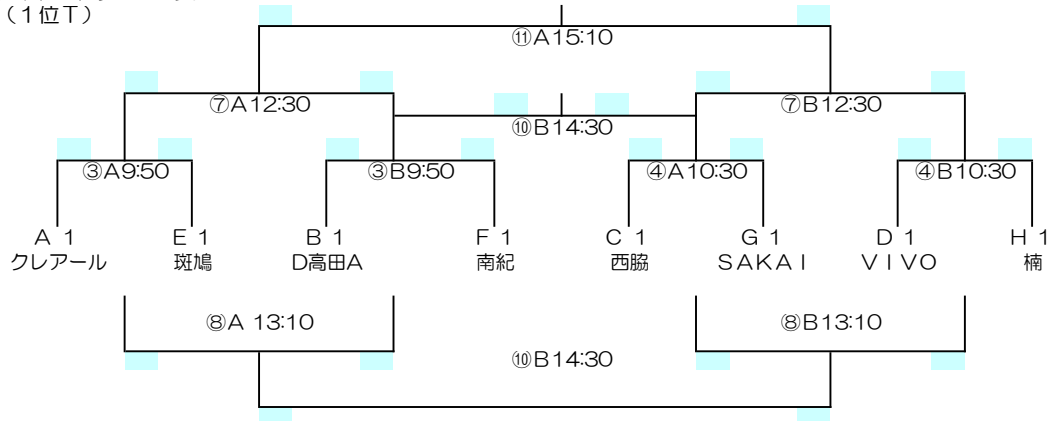 (1位T)
⑪A15:10
⑦A12:30
⑦B12:30
⑩B14:30
③A9:50
③B9:50
④A10:30
④B10:30
A 1
E 1
B 1
F 1
C 1
G 1
D 1
H 1
クレアール
斑鳩
D高田A
南紀
西脇
SAKAI
VIVO
楠
⑧A 13:10
⑧B13:10
⑩B14:30